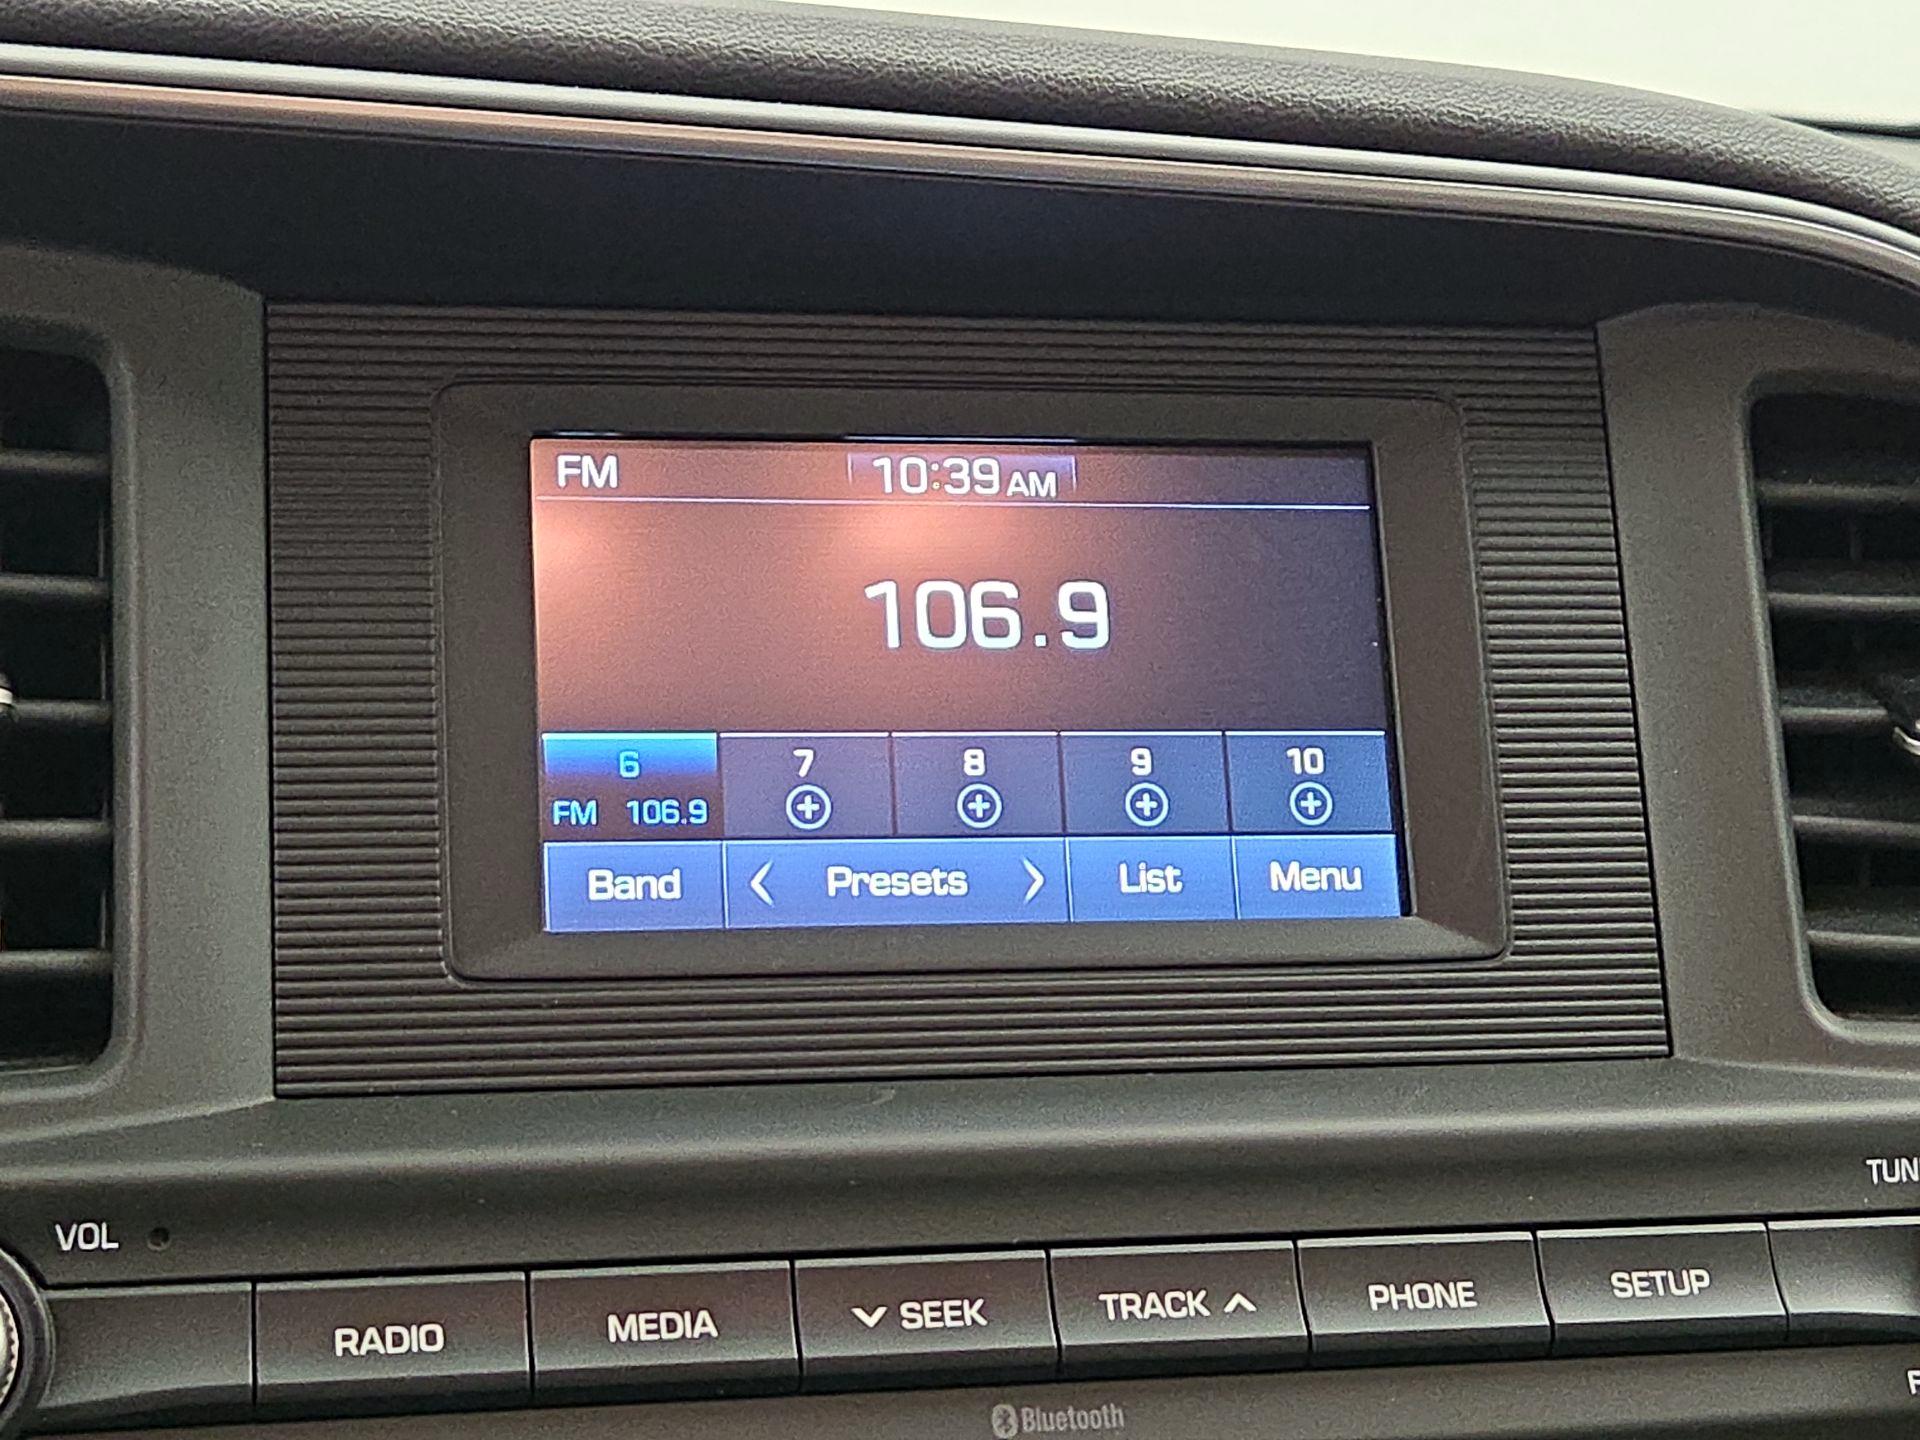 FM 10:39 AM
106.9
6 7 8 9 10
FM 106.9
Band < Presets > List Menu
VOL
RADIO MEDIA SEEK TRACK PHONE SETUP
Bluetooth